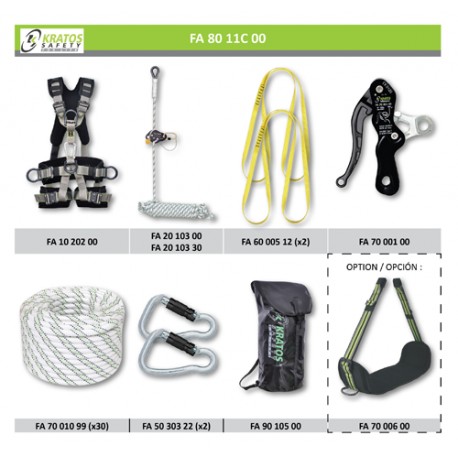 KRATOS
SAFETY
FA 80 11C 00
FA 10 202 00
FA 20 103 00
FA 20 103 30
FA 60 005 12 (x2)
FA 70 001 00
OPTION / OPCIÓN :
KRATOS
FA 70 010 99 (x30)
FA 50 303 22 (x2)
FA 90 105 00
FA 70 006 00